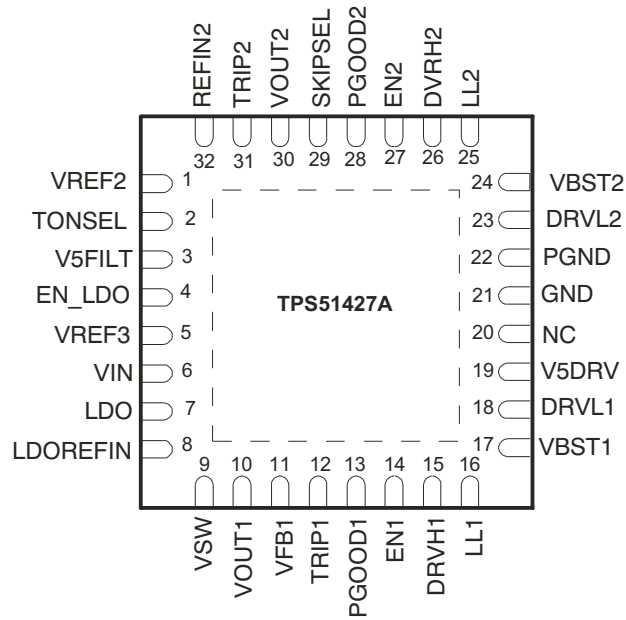 REFIN2
TRIP2
VOUT2
SKIPSEL
PGOOD2
EN2
DVRH2
LL2
32
31
30
29
28
27
26
25
VREF2 1
TONSEL 2
V5FILT 3
EN_LDO 4
VREF3 5
VIN 6
LDO 7
LDOREFIN 8
TPS51427A
24 VBST2
23 DRVL2
22 PGND
21 GND
20 NC
19 V5DRV
18 DRVL1
17 VBST1
9
10
11
12
13
14
15
16
VSW
VOUT1
VFB1
TRIP1
PGOOD1
EN1
DRVH1
LL1